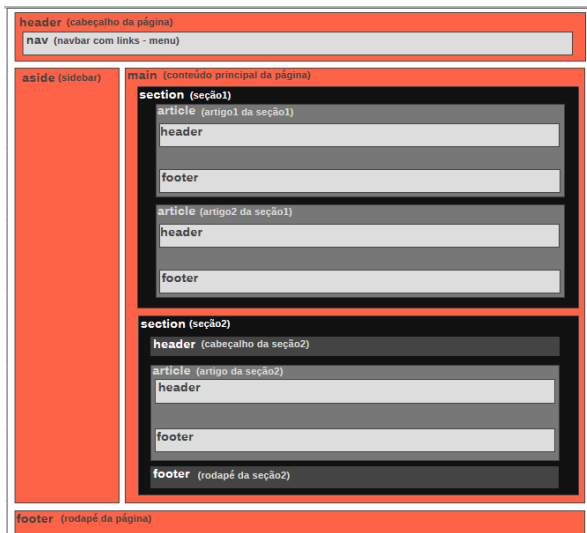 header (cabeçalho da página)
nav (navbar com links - menu)
aside (sidebar)
main (conteúdo principal da página)
section (seção1)
article (artigo1 da seção1)
header
footer
article (artigo2 da seção1)
header
footer
section (seção2)
header (cabeçalho da seção2)
article (artigo da seção2)
header
footer
footer (rodapé da seção2)
footer (rodapé da página)